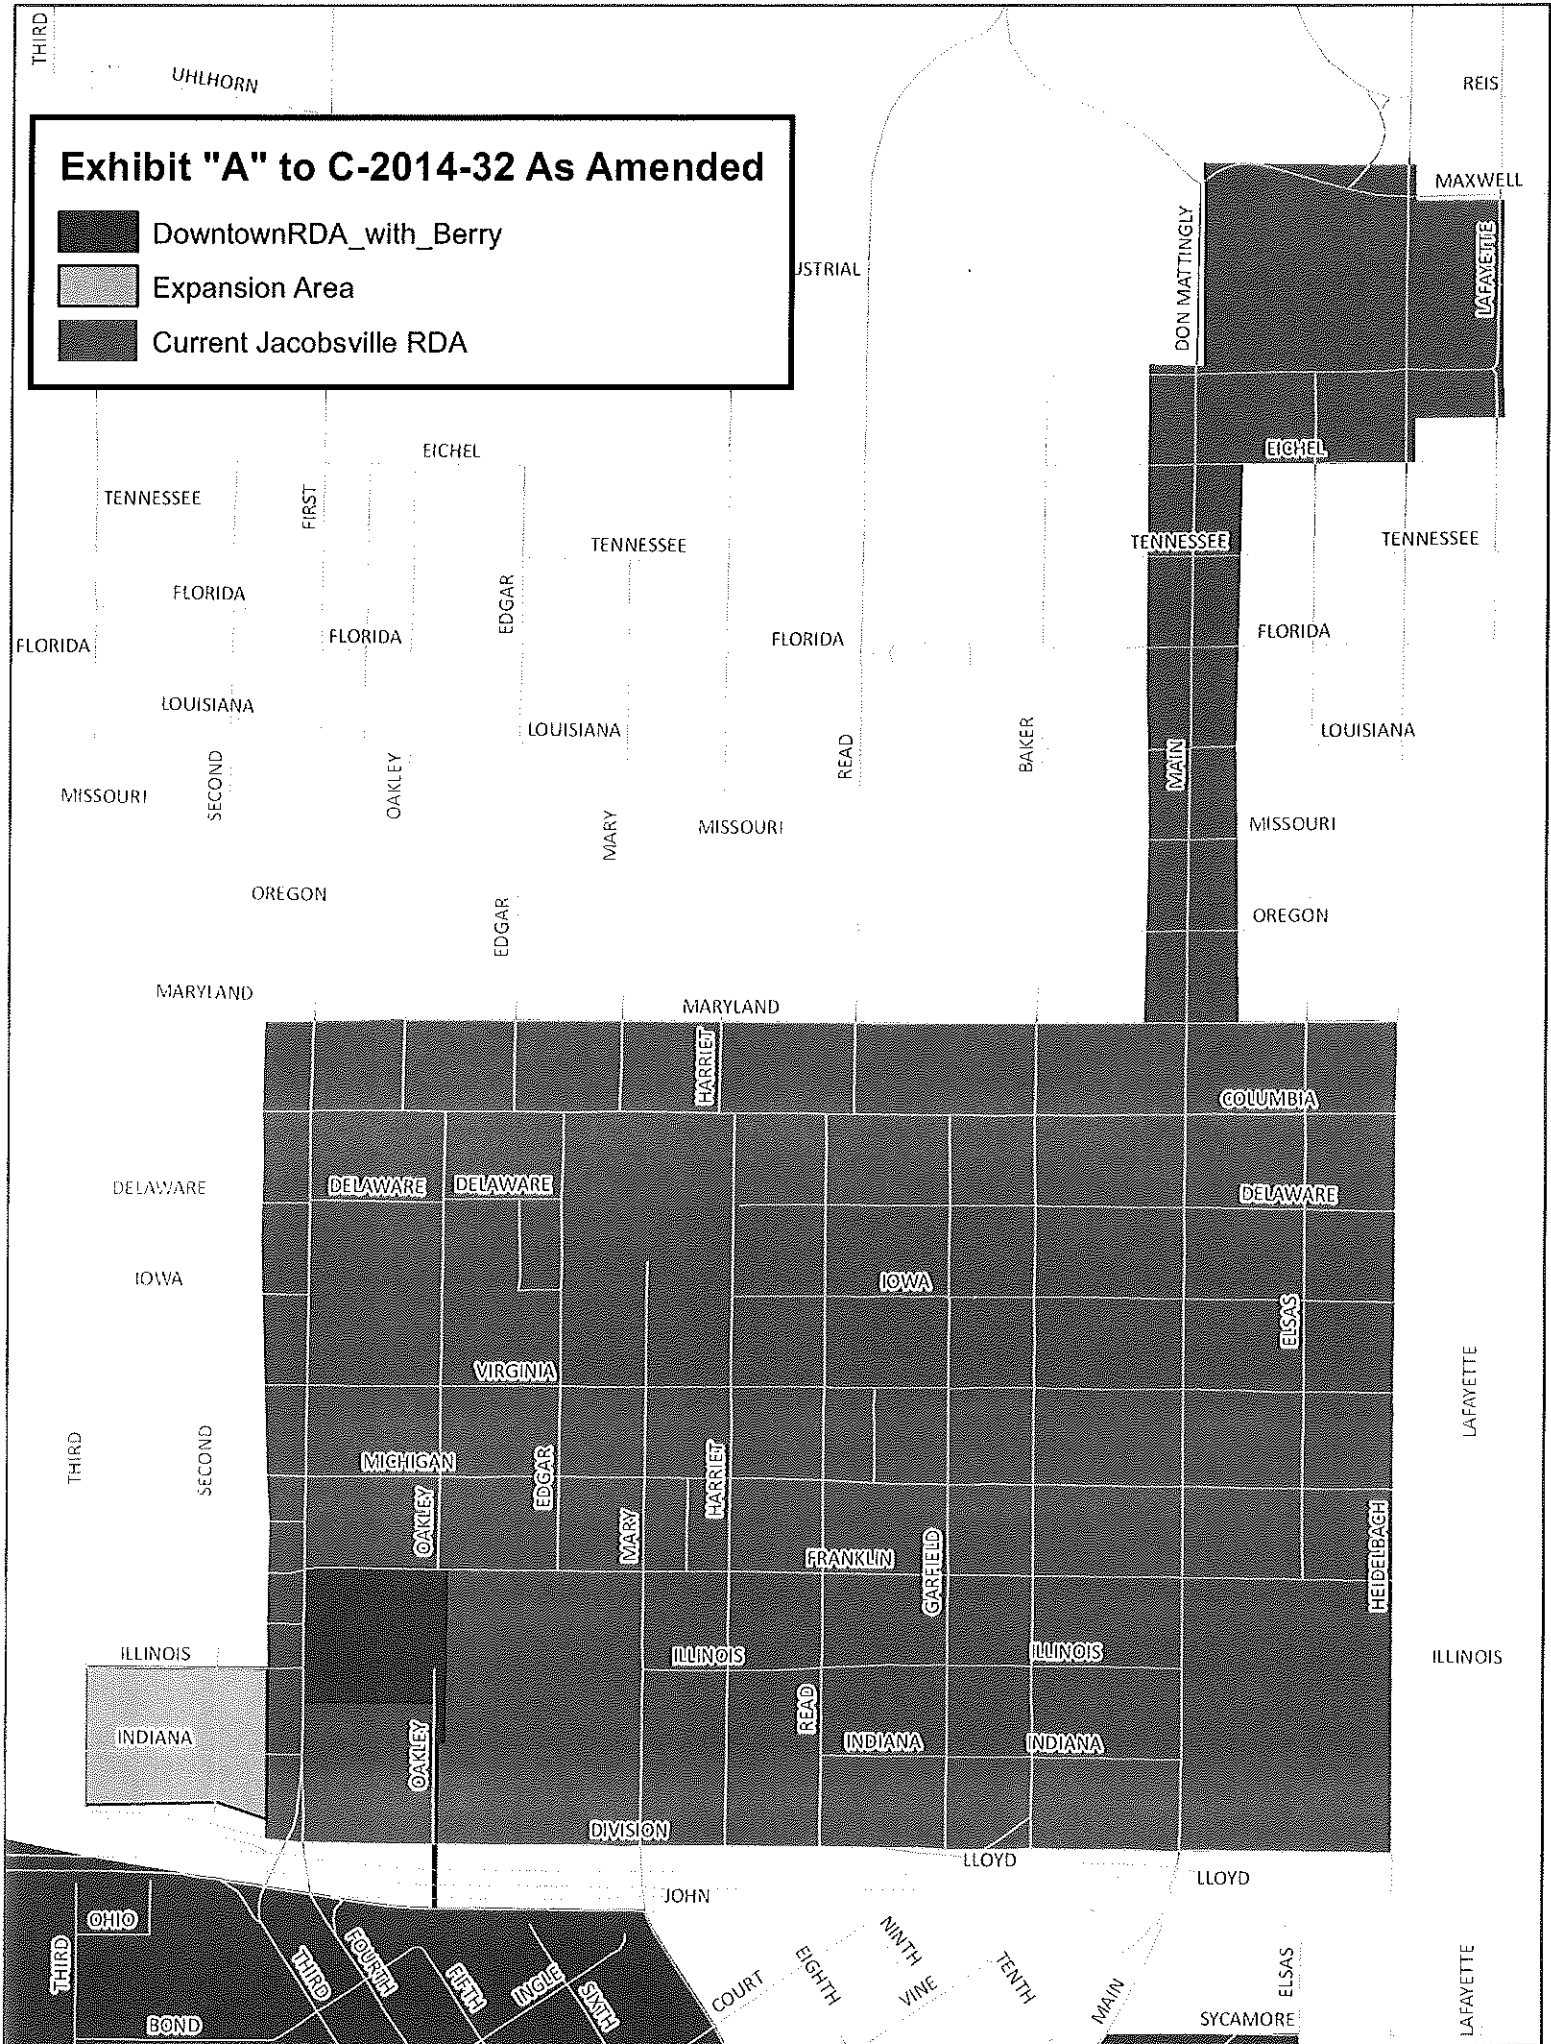 THIRD
UHLHORN
REIS
Exhibit "A" to C-2014-32 As Amended
DowntownRDA_with_Berry
Expansion Area
Current Jacobsville RDA
USTRIAL
MAXWELL
DON MATTINGLY
LAFAYETTE
EICHEL
EICHEL
TENNESSEE
FIRST
TENNESSEE
TENNESSEE
TENNESSEE
FLORIDA
EDGAR
FLORIDA
FLORIDA
FLORIDA
FLORIDA
LOUISIANA
LOUISIANA
LOUISIANA
READ
BAKER
MAIN
SECOND
OAKLEY
MISSOURI
MARY
MISSOURI
MISSOURI
OREGON
EDGAR
OREGON
MARYLAND
MARYLAND
HARRIET
COLUMBIA
DELAWARE
DELAWARE
DELAWARE
DELAWARE
IOWA
IOWA
ELSAS
VIRGINIA
LAFAYETTE
THIRD
SECOND
MICHIGAN
OAKLEY
EDGAR
MARY
HARRIET
FRANKLIN
GARFIELD
HEIDELBACH
ILLINOIS
ILLINOIS
ILLINOIS
ILLINOIS
INDIANA
OAKLEY
READ
INDIANA
INDIANA
DIVISION
LLOYD
LLOYD
JOHN
OHIO
THIRD
THIRD
FOURTH
FIFTH
INGLE
SIXTH
COURT
EIGHTH
NINTH
VINE
TENTH
MAIN
ELSAS
LAFAYETTE
BOND
SYCAMORE